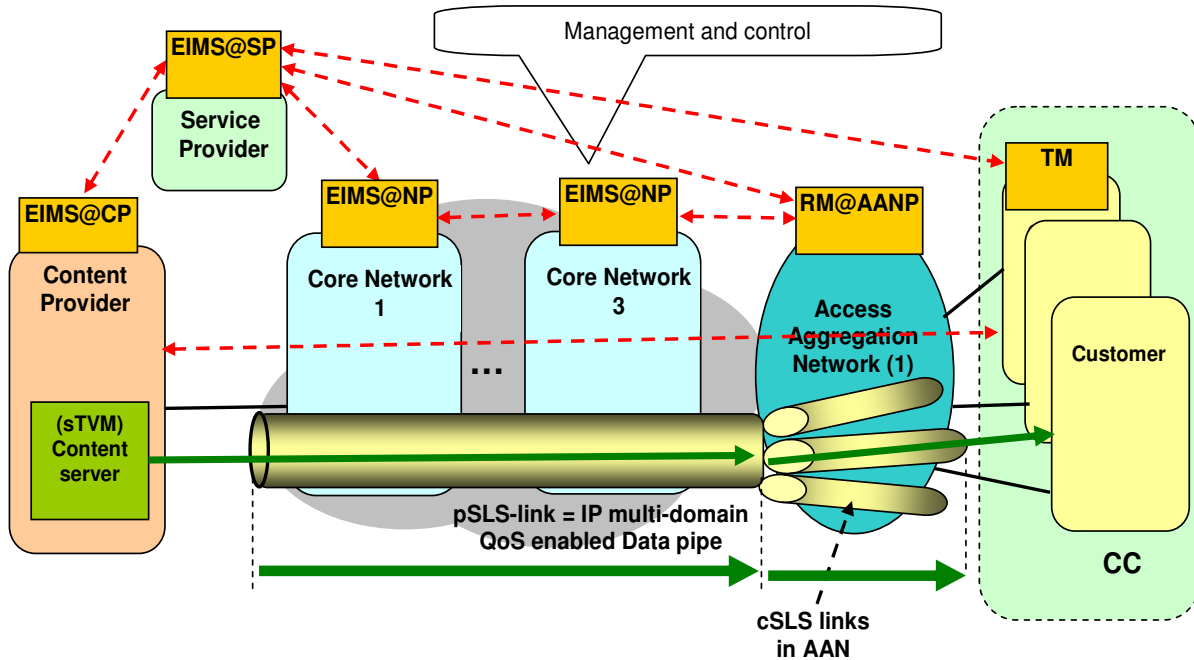 Management and control
EIMS@SP
Service
Provider
TM
EIMS@CP
EIMS@NP
EIMS@NP
RM@AANP
Content
Provider
Core Network
1
Core Network
3
Access
Aggregation
Network (1)
Customer
...
(sTVM)
Content
server
pSLS-link = IP multi-domain
QoS enabled Data pipe
CC
cSLS links
in AAN